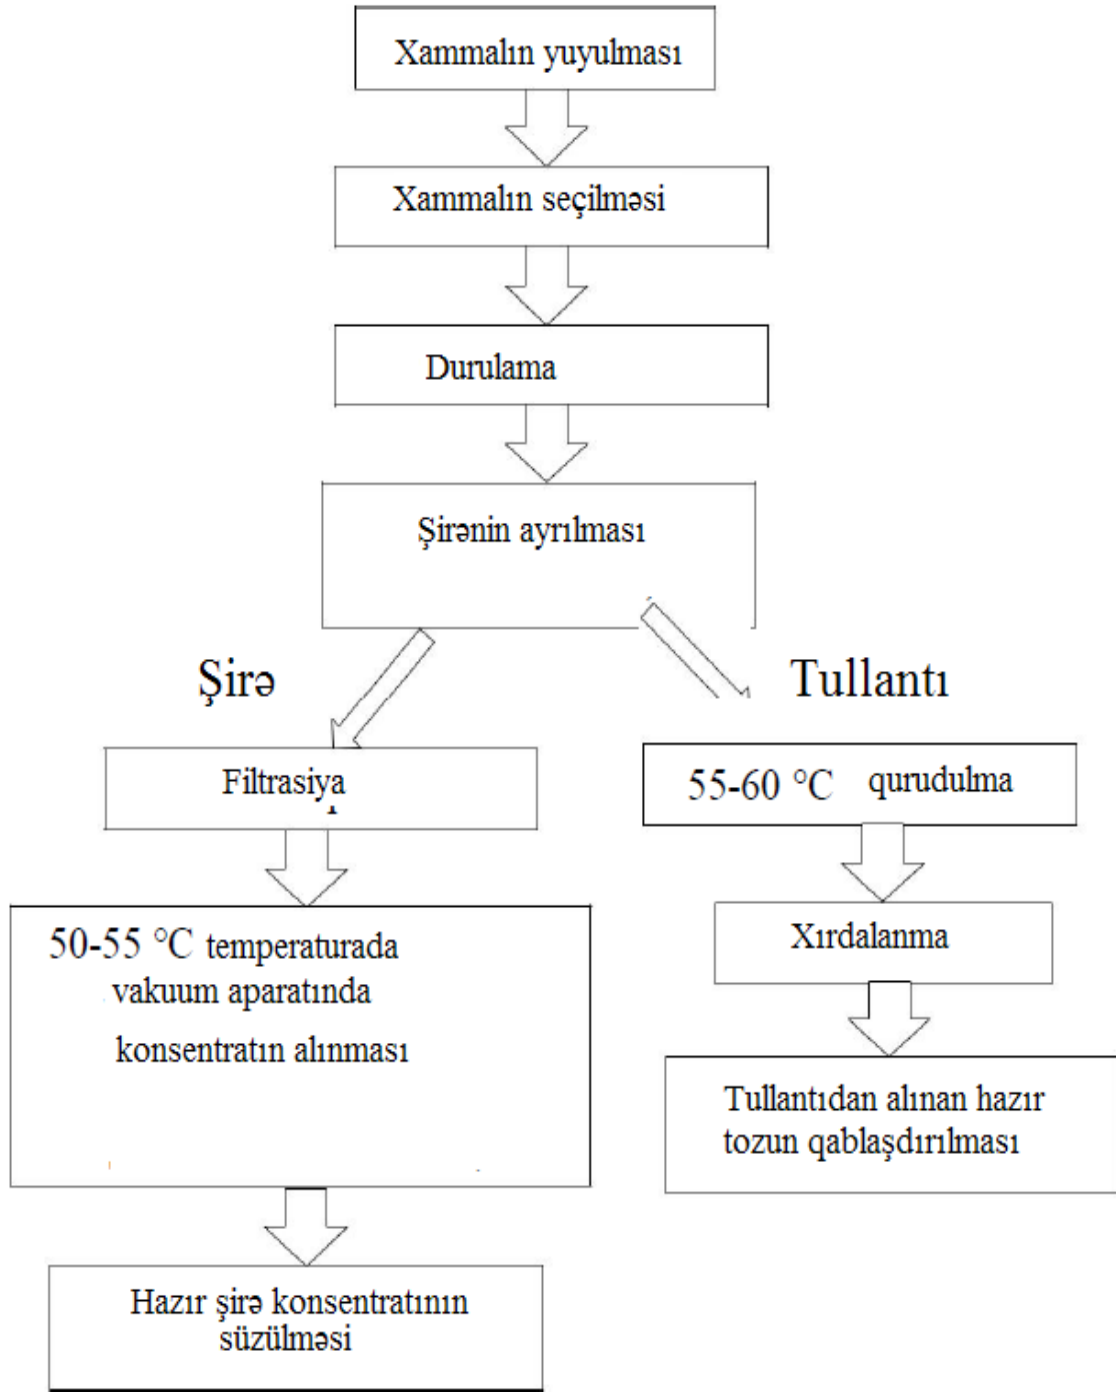 Xammalın yuyulması
Xammalın seçilməsi
Durulama
Şirənin ayrılması
Şirə
Tullantı
Filtrasiya
55-60 °C qurudulma
50-55 °C temperaturada
vakuum aparatında
konsentratın alınması
Xırdalanma
Tullantıdan alınan hazır
tozun qablaşdırılması
Hazır şirə konsentratının
süzülməsi